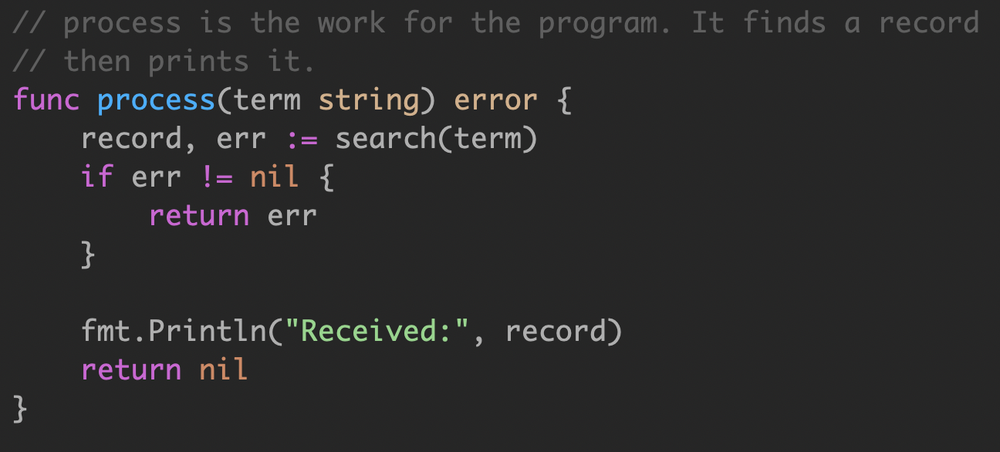 // process is the work for the program. It finds a record
// then prints it.
func process(term string) error {
    record, err := search(term)
    if err != nil {
        return err
    }

    fmt.Println("Received:", record)
    return nil
}